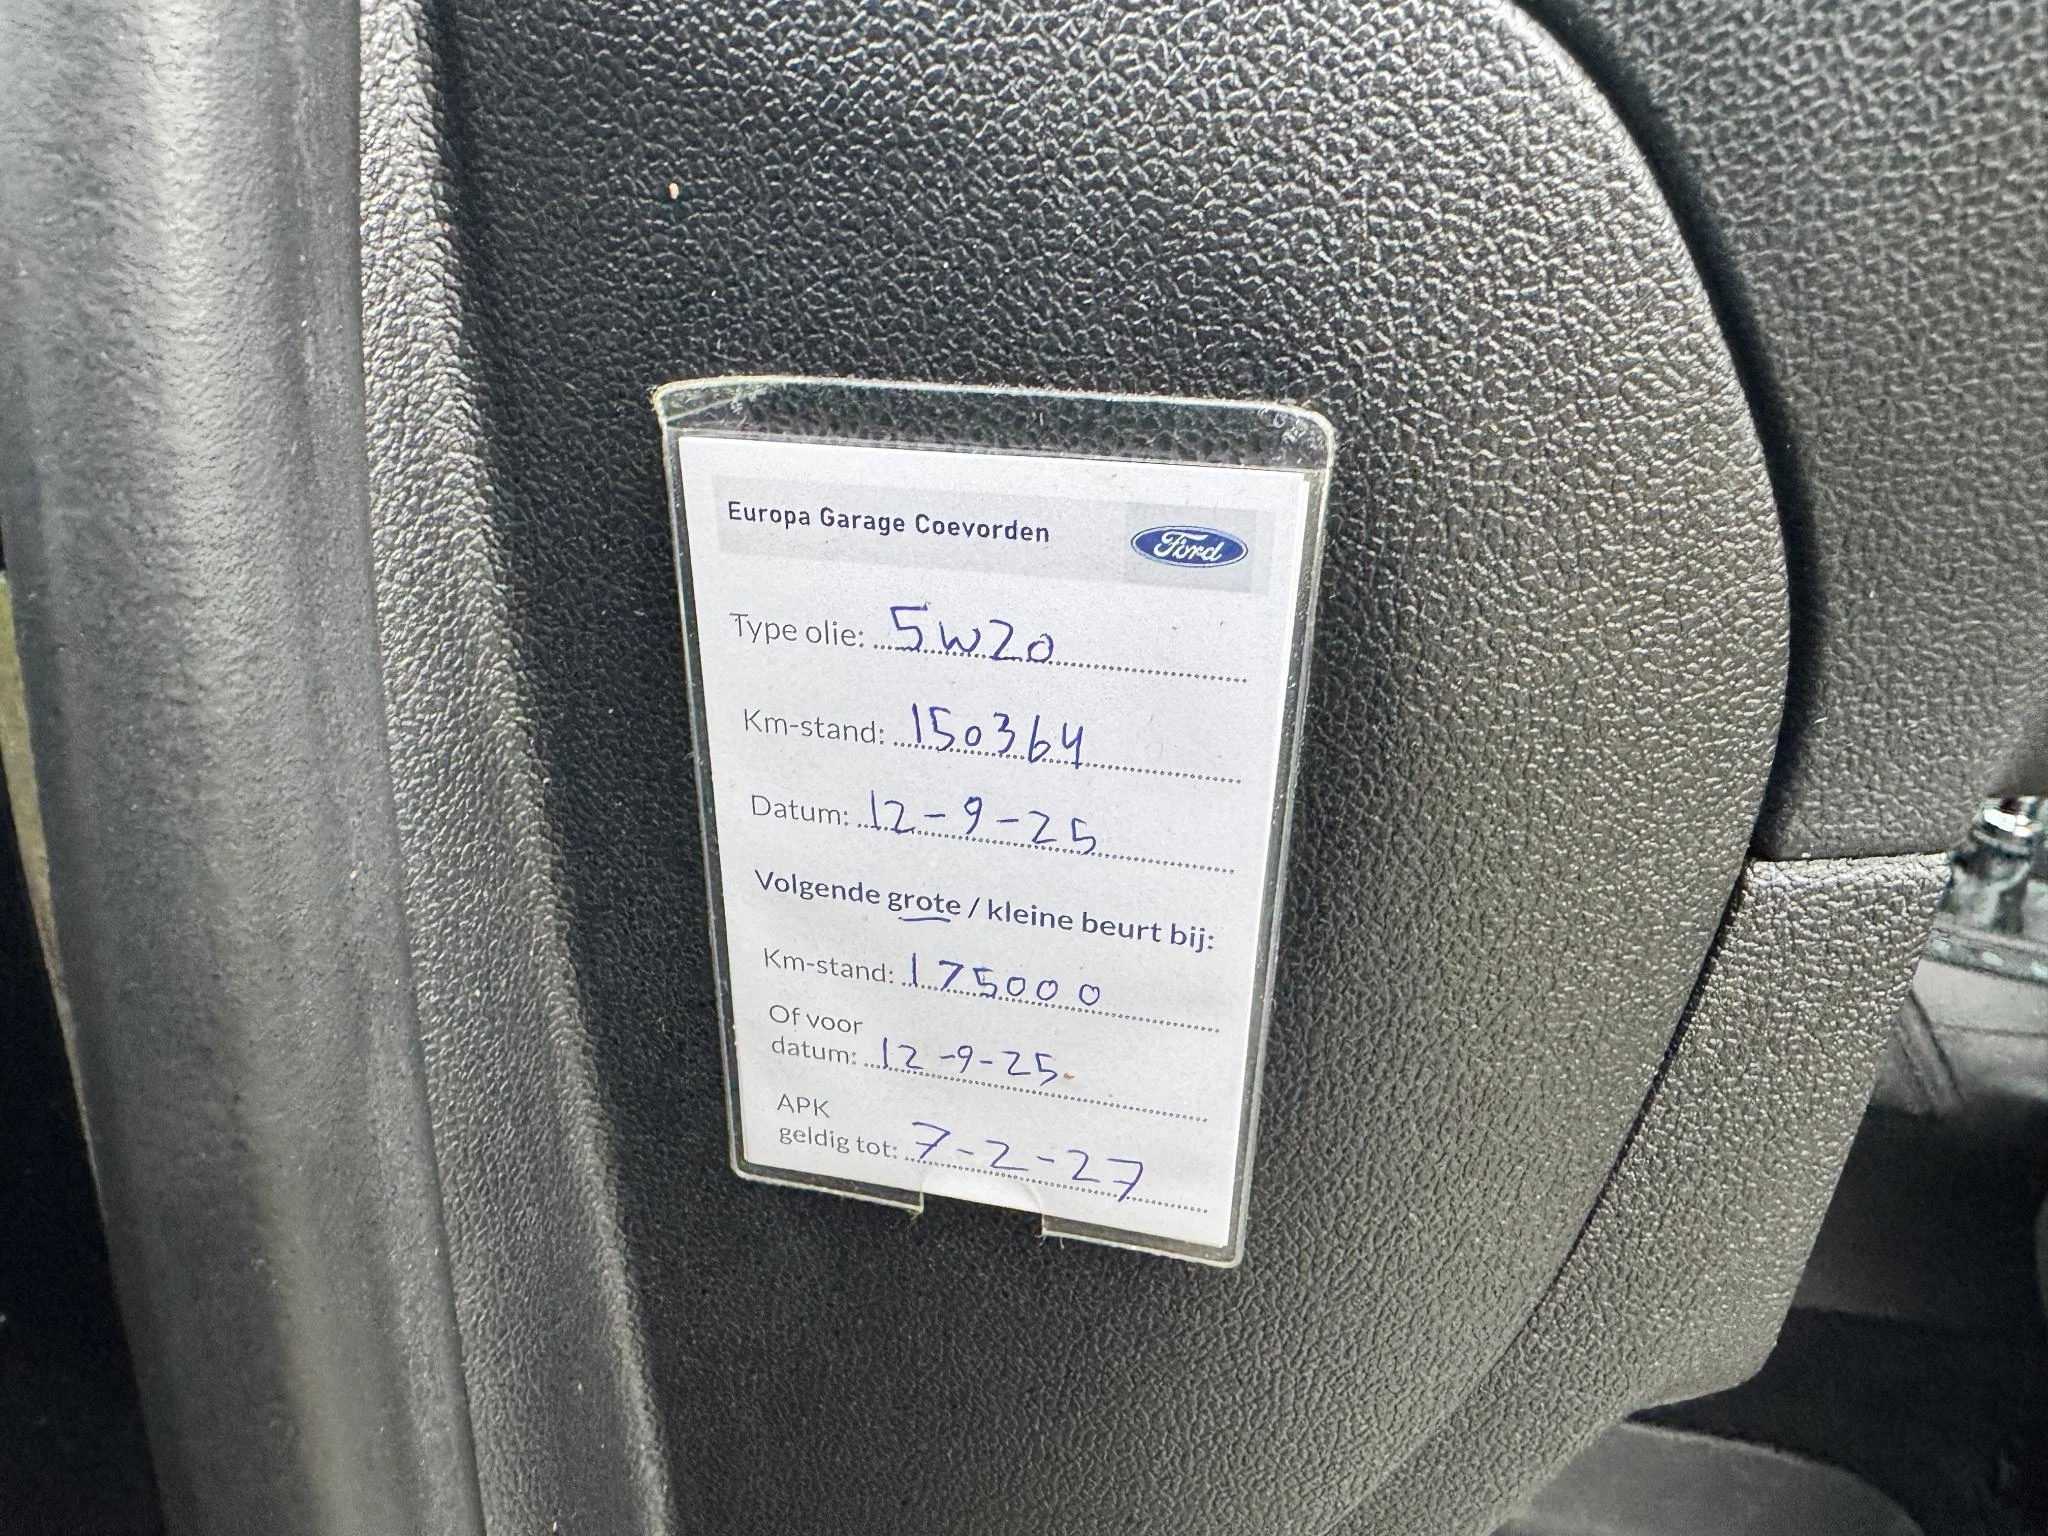 Europa Garage Coevorden
Ford
Type olie: 5W20
Km-stand: 150364
Datum: 12-9-25
Volgende grote / kleine beurt bij:
Km-stand: 175000
Of voor
datum: 12-9-25
APK
geldig tot: 7-2-27